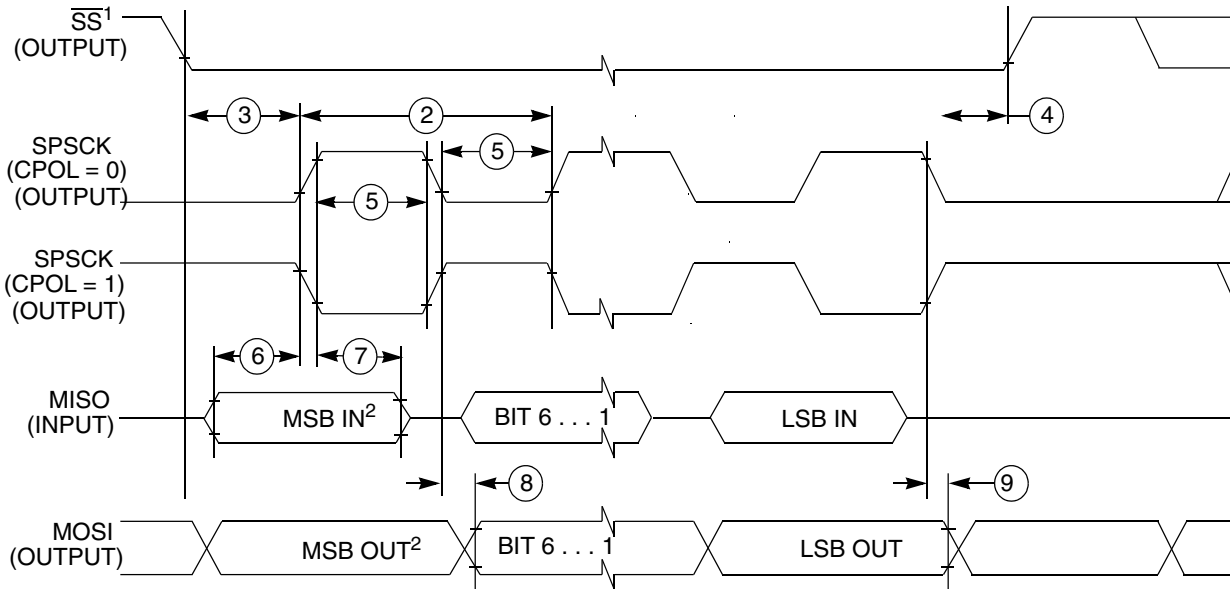 SS¹
(OUTPUT)
3
2
4
SPSCK
(CPOL = 0)
(OUTPUT)
5
5
SPSCK
(CPOL = 1)
(OUTPUT)
6
7
MISO
(INPUT)
MSB IN²
BIT 6 . . . 1
LSB IN
8
9
MOSI
(OUTPUT)
MSB OUT²
BIT 6 . . . 1
LSB OUT